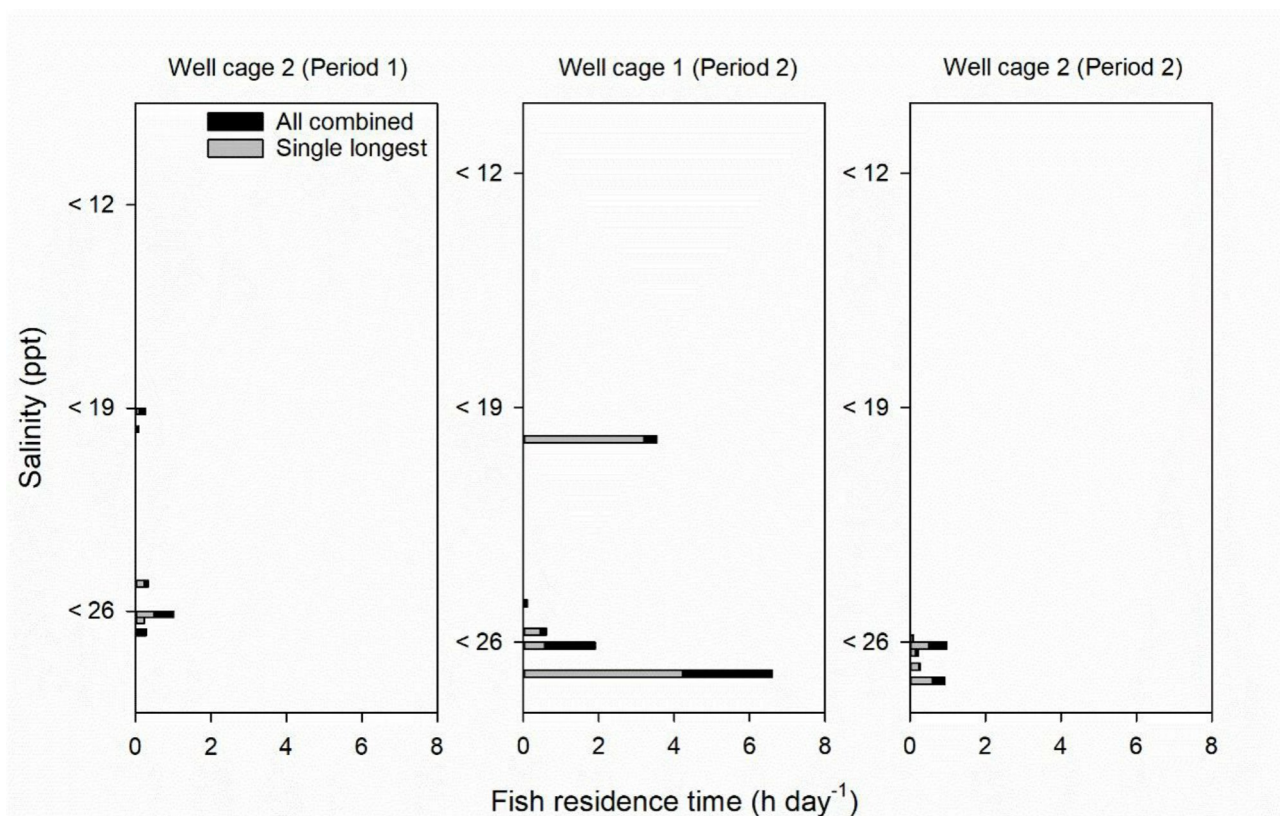 Well cage 2 (Period 1)
Well cage 1 (Period 2)
Well cage 2 (Period 2)
All combined
Single longest
Salinity (ppt)
< 12
< 19
< 26
< 12
< 19
< 26
< 12
< 19
< 26
0 2 4 6 8
0 2 4 6 8
0 2 4 6 8
Fish residence time (h day⁻¹)